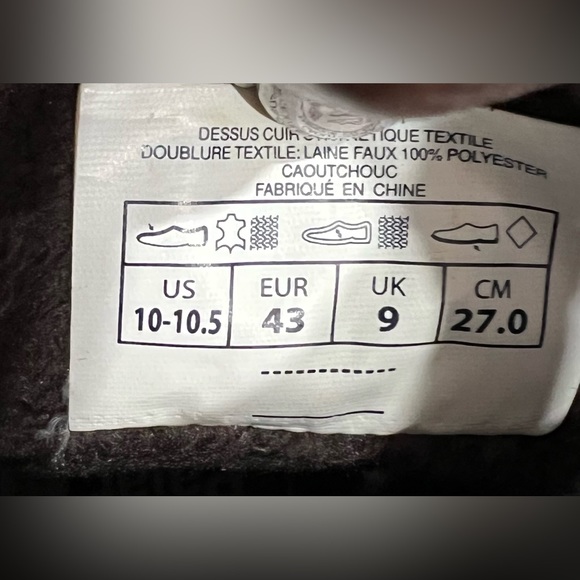 DESSUS CUIR TEXTILE
DOUBLURE TEXTILE: LAINE FAUX 100% POLYESTER
CAOUTCHOUC
FABRIQUÉ EN CHINE
US EUR UK CM
10-10.5 43 9 27.0